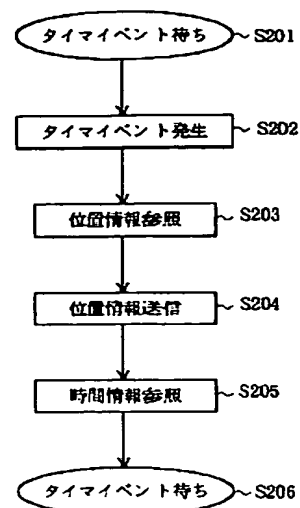 タイマイベント待ち S201
タイマイベント発生 S202
位置情報参照 S203
位置情報送信 S204
時間情報参照 S205
タイマイベント待ち S206